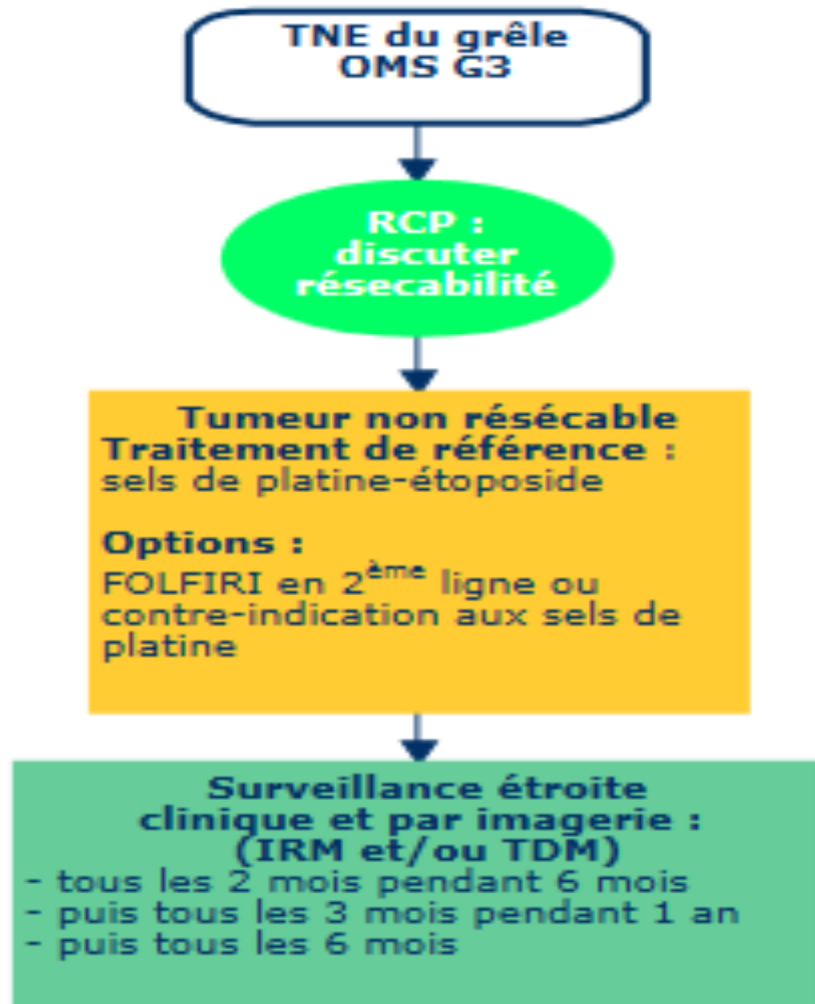 TNE du grêle
OMS G3
RCP :
discuter
résecabilité
Tumeur non résécable
Traitement de référence :
sels de platine-étoposide
Options :
FOLFIRI en 2ème ligne ou
contre-indication aux sels de
platine
Surveillance étroite
clinique et par imagerie :
(IRM et/ou TDM)
- tous les 2 mois pendant 6 mois
- puis tous les 3 mois pendant 1 an
- puis tous les 6 mois